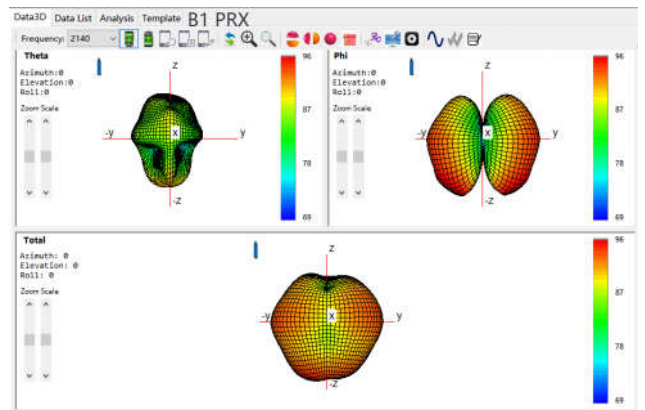 Data3D Data List Analysis Template B1 PRX
Frequency: 2140
Theta
Azimuth:0
Elevation:0
Roll:0
Zoom Scale
z
-y
x
y
-z
96
87
78
69
Phi
Azimuth:0
Elevation:0
Roll:0
Zoom Scale
z
-y
x
y
-z
96
87
78
69
Total
Azimuth: 0
Elevation: 0
Roll: 0
Zoom Scale
z
-y
x
y
-z
96
87
78
69